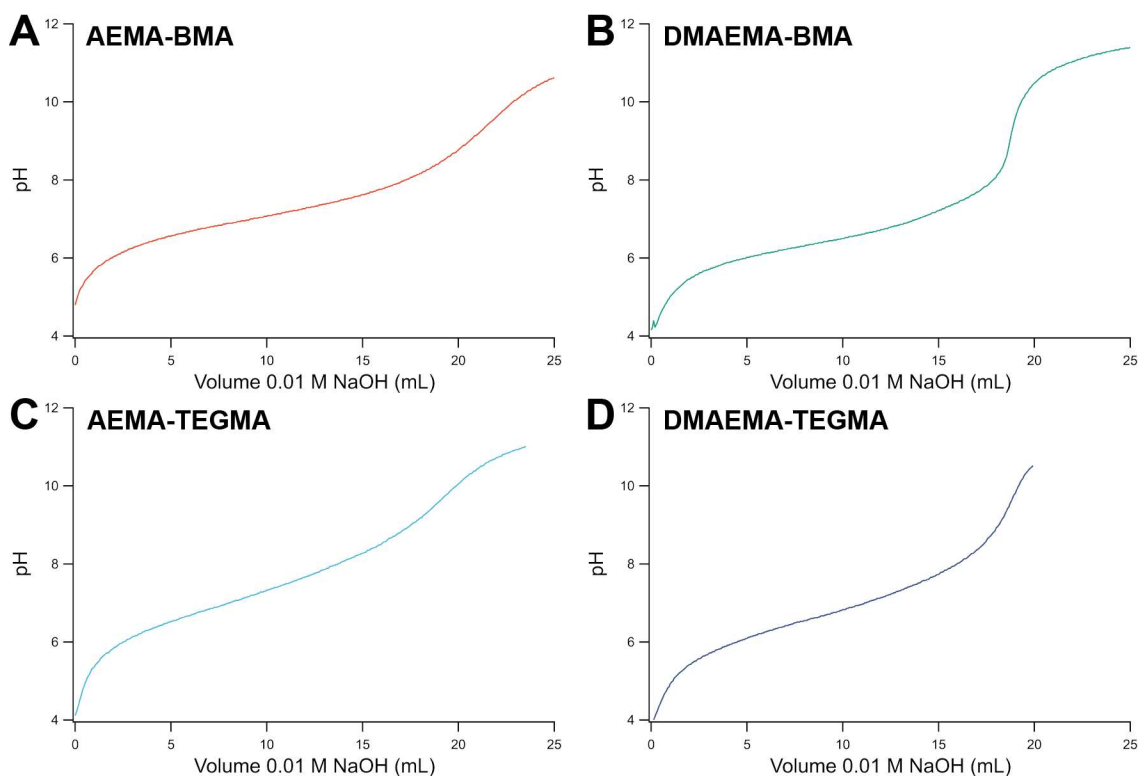 A AEMA-BMA
12
10
8
6
4
pH
0 5 10 15 20 25
Volume 0.01 M NaOH (mL)
B DMAEMA-BMA
12
10
8
6
4
pH
0 5 10 15 20 25
Volume 0.01 M NaOH (mL)
C AEMA-TEGMA
12
10
8
6
4
pH
0 5 10 15 20 25
Volume 0.01 M NaOH (mL)
D DMAEMA-TEGMA
12
10
8
6
4
pH
0 5 10 15 20 25
Volume 0.01 M NaOH (mL)